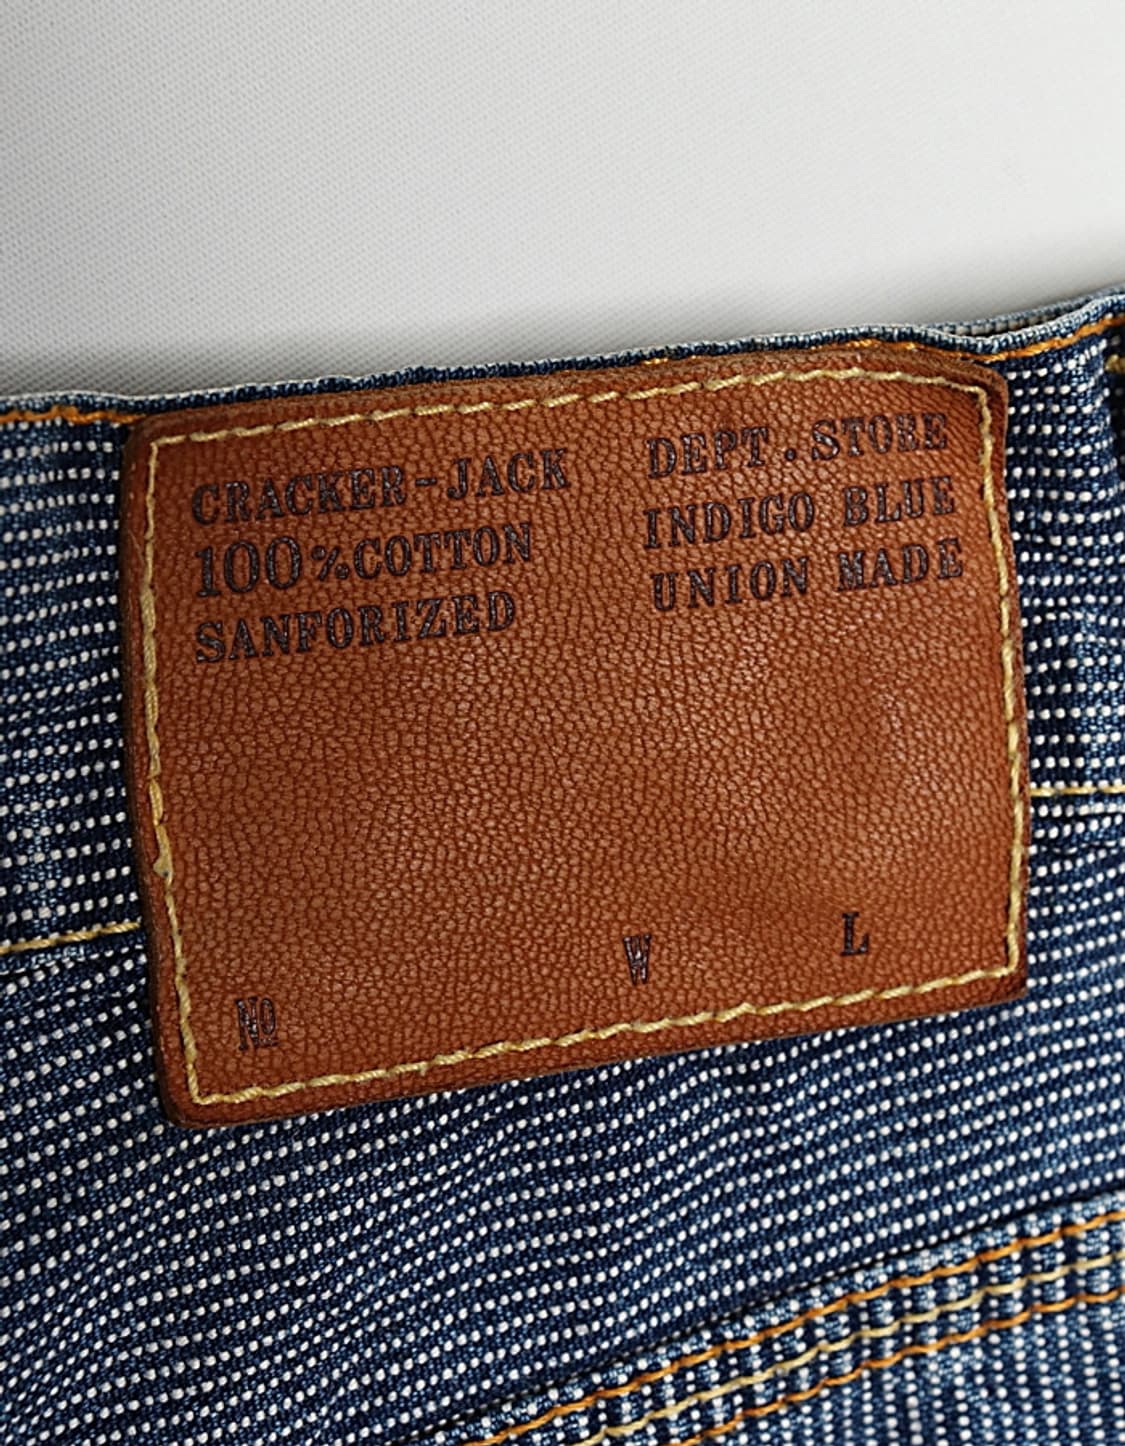 CRACKER-JACK DEPT.STORE
100%COTTON INDIGO BLUE
SANFORIZED UNION MADE
W L
№